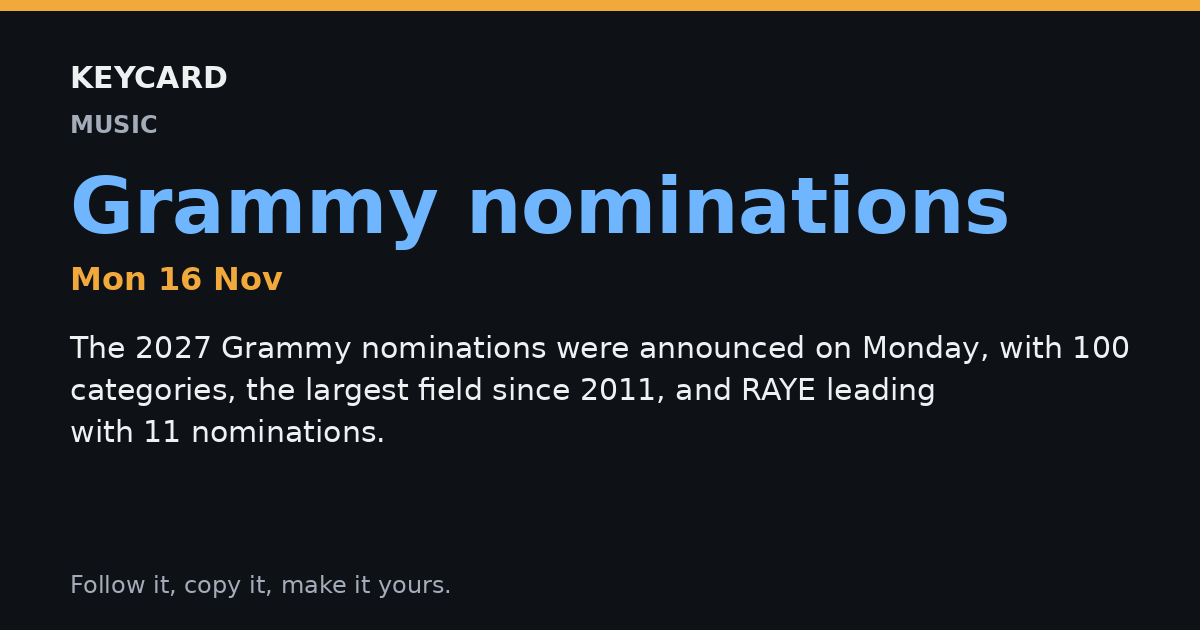 KEYCARD
MUSIC
Grammy nominations
Mon 16 Nov
The 2027 Grammy nominations were announced on Monday, with 100
categories, the largest field since 2011, and RAYE leading
with 11 nominations.
Follow it, copy it, make it yours.